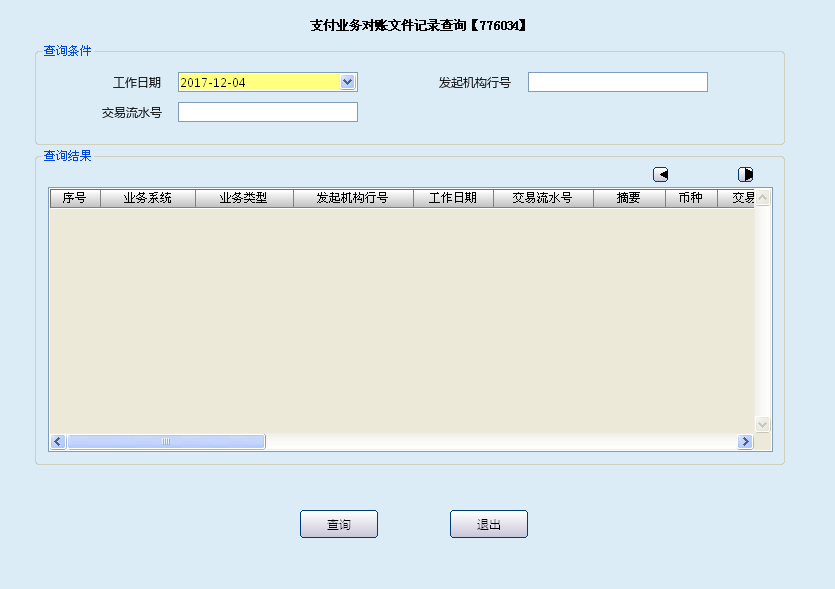 支付业务对账文件记录查询【776034】
查询条件
工作日期 2017-12-04 发起机构行号
交易流水号
查询结果
序号 业务系统 业务类型 发起机构行号 工作日期 交易流水号 摘要 币种 交易
查询 退出